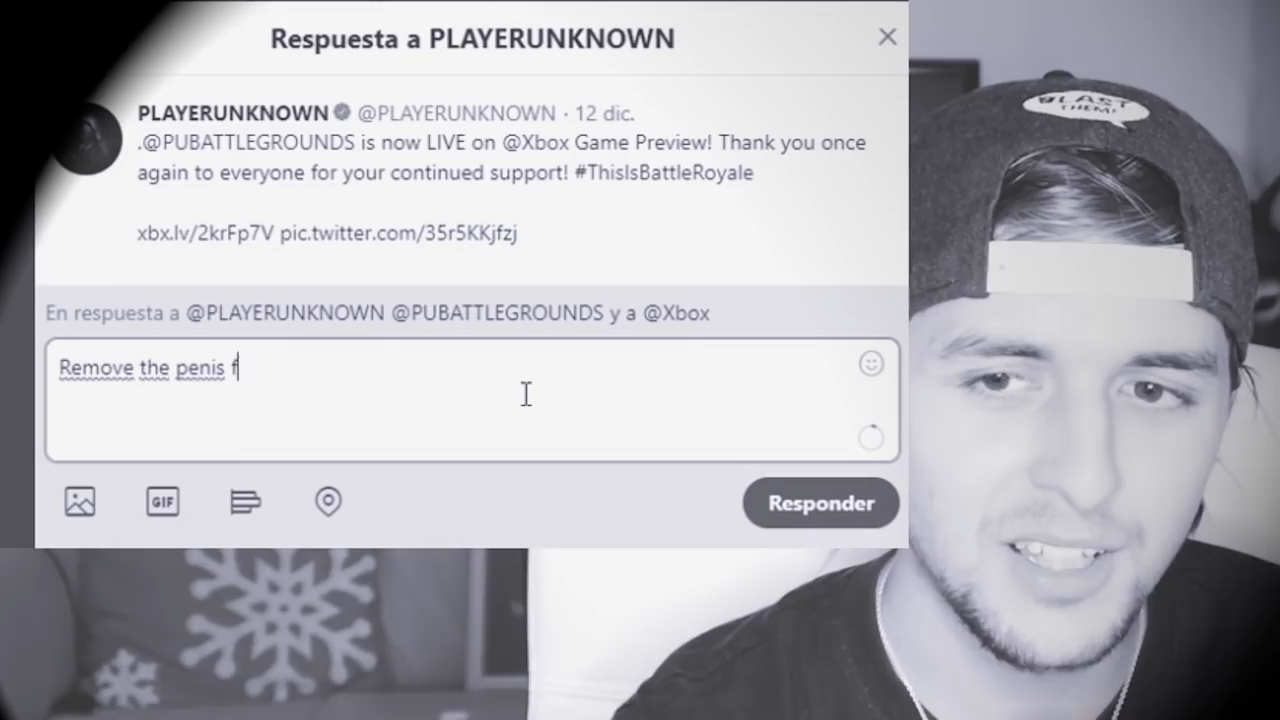 Respuesta a PLAYERUNKNOWN
PLAYERUNKNOWN @PLAYERUNKNOWN · 12 dic.
.@PUBATTLEGROUNDS is now LIVE on @Xbox Game Preview! Thank you once
again to everyone for your continued support! #ThisIsBattleRoyale
xbx.lv/2krFp7V pic.twitter.com/35r5KKjfzj
En respuesta a @PLAYERUNKNOWN @PUBATTLEGROUNDS y a @Xbox
Remove the penis f
GIF
Responder
BLAST
THEM!